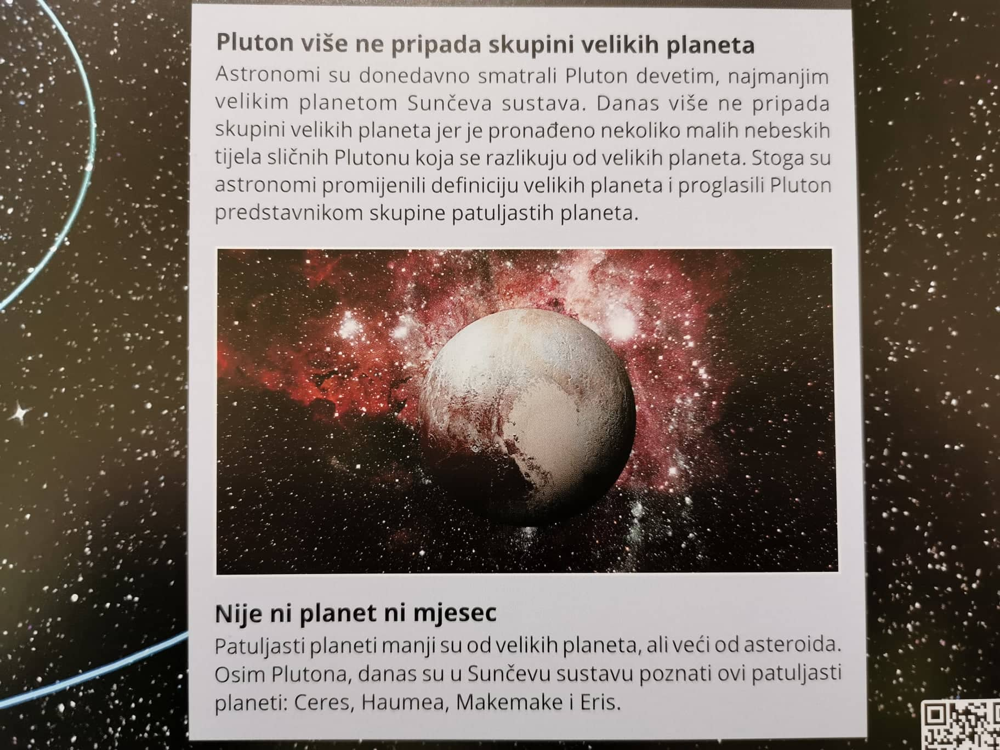 Pluton više ne pripada skupini velikih planeta
Astronomi su donedavno smatrali Pluton devetim, najmanjim
velikim planetom Sunčeva sustava. Danas više ne pripada
skupini velikih planeta jer je pronađeno nekoliko malih nebeskih
tijela sličnih Plutonu koja se razlikuju od velikih planeta. Stoga su
astronomi promijenili definiciju velikih planeta i proglasili Pluton
predstavnikom skupine patuljastih planeta.
Nije ni planet ni mjesec
Patuljasti planeti manji su od velikih planeta, ali veći od asteroida.
Osim Plutona, danas su u Sunčevu sustavu poznati ovi patuljasti
planeti: Ceres, Haumea, Makemake i Eris.